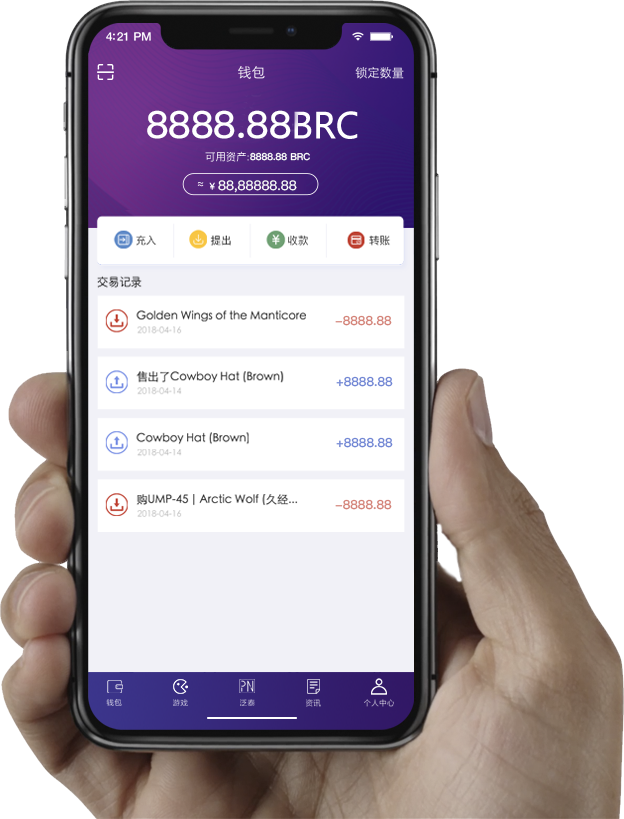 4:21 PM
钱包
锁定数量
8888.88BRC
可用资产:8888.88 BRC
≈ ¥ 88,88888.88
充入
提出
¥ 收款
转账
交易记录
Golden Wings of the Manticore
−8888.88
2018-04-16
售出了Cowboy Hat (Brown)
+8888.88
2018-04-14
Cowboy Hat (Brown)
+8888.88
2018-04-14
购UMP-45 | Arctic Wolf (久经...
−8888.88
2018-04-16
PN
钱包
游戏
泛泰
资讯
个人中心